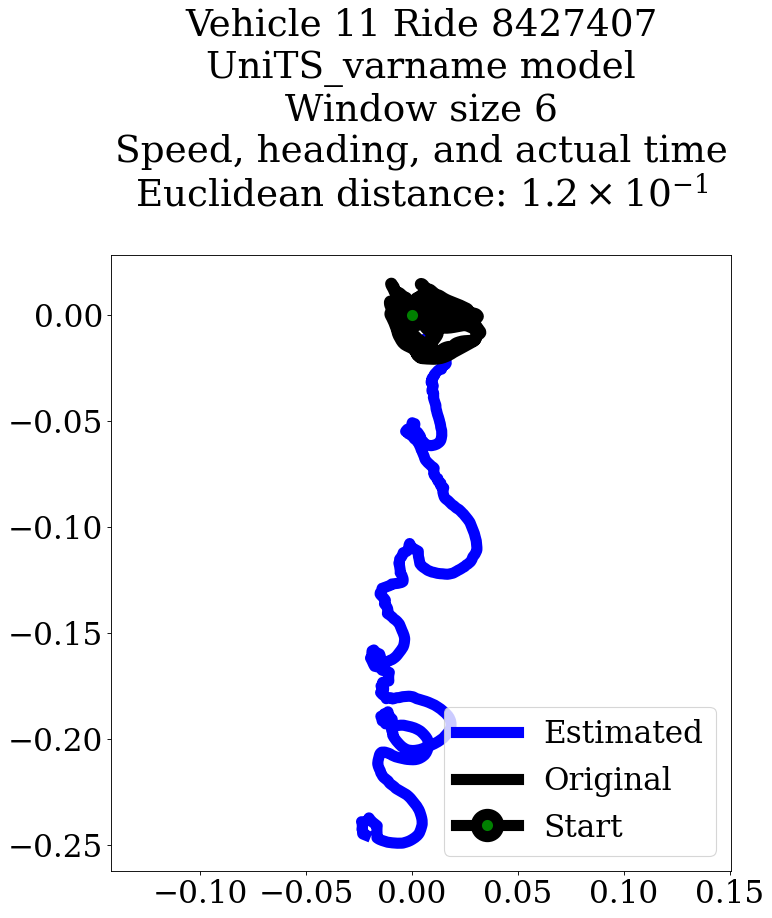 Vehicle 11 Ride 8427407
UniTS_varname model
Window size 6
Speed, heading, and actual time
Euclidean distance: 1.2 × 10⁻¹
0.00
−0.05
−0.10
−0.15
−0.20
−0.25
Estimated
Original
Start
−0.10 −0.05 0.00 0.05 0.10 0.15